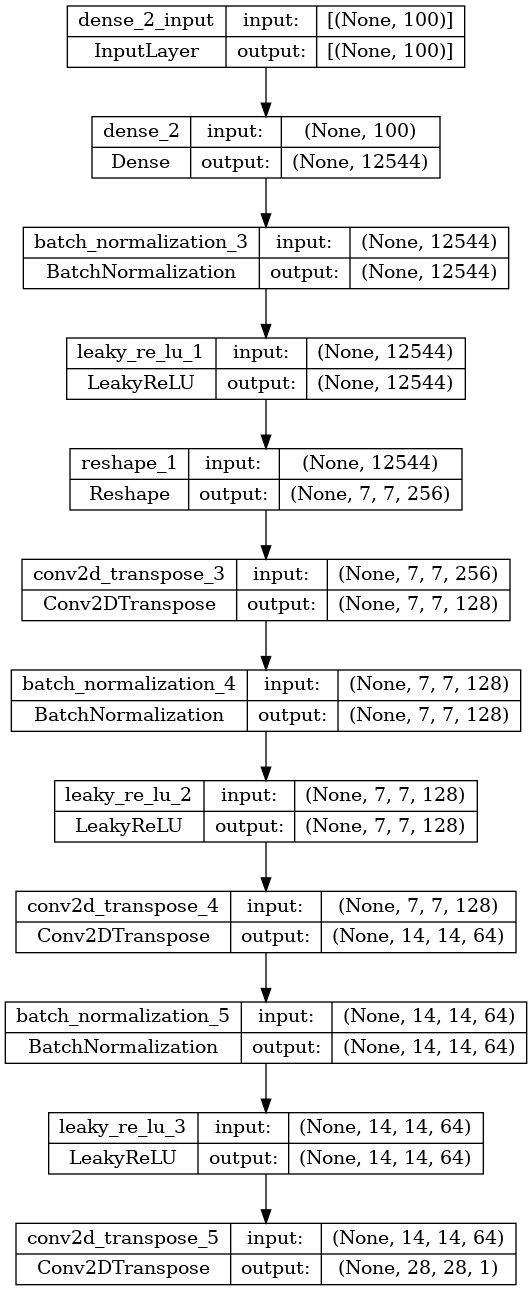 dense_2_input input: [(None, 100)]
InputLayer output: [(None, 100)]
dense_2 input: (None, 100)
Dense output: (None, 12544)
batch_normalization_3 input: (None, 12544)
BatchNormalization output: (None, 12544)
leaky_re_lu_1 input: (None, 12544)
LeakyReLU output: (None, 12544)
reshape_1 input: (None, 12544)
Reshape output: (None, 7, 7, 256)
conv2d_transpose_3 input: (None, 7, 7, 256)
Conv2DTranspose output: (None, 7, 7, 128)
batch_normalization_4 input: (None, 7, 7, 128)
BatchNormalization output: (None, 7, 7, 128)
leaky_re_lu_2 input: (None, 7, 7, 128)
LeakyReLU output: (None, 7, 7, 128)
conv2d_transpose_4 input: (None, 7, 7, 128)
Conv2DTranspose output: (None, 14, 14, 64)
batch_normalization_5 input: (None, 14, 14, 64)
BatchNormalization output: (None, 14, 14, 64)
leaky_re_lu_3 input: (None, 14, 14, 64)
LeakyReLU output: (None, 14, 14, 64)
conv2d_transpose_5 input: (None, 14, 14, 64)
Conv2DTranspose output: (None, 28, 28, 1)